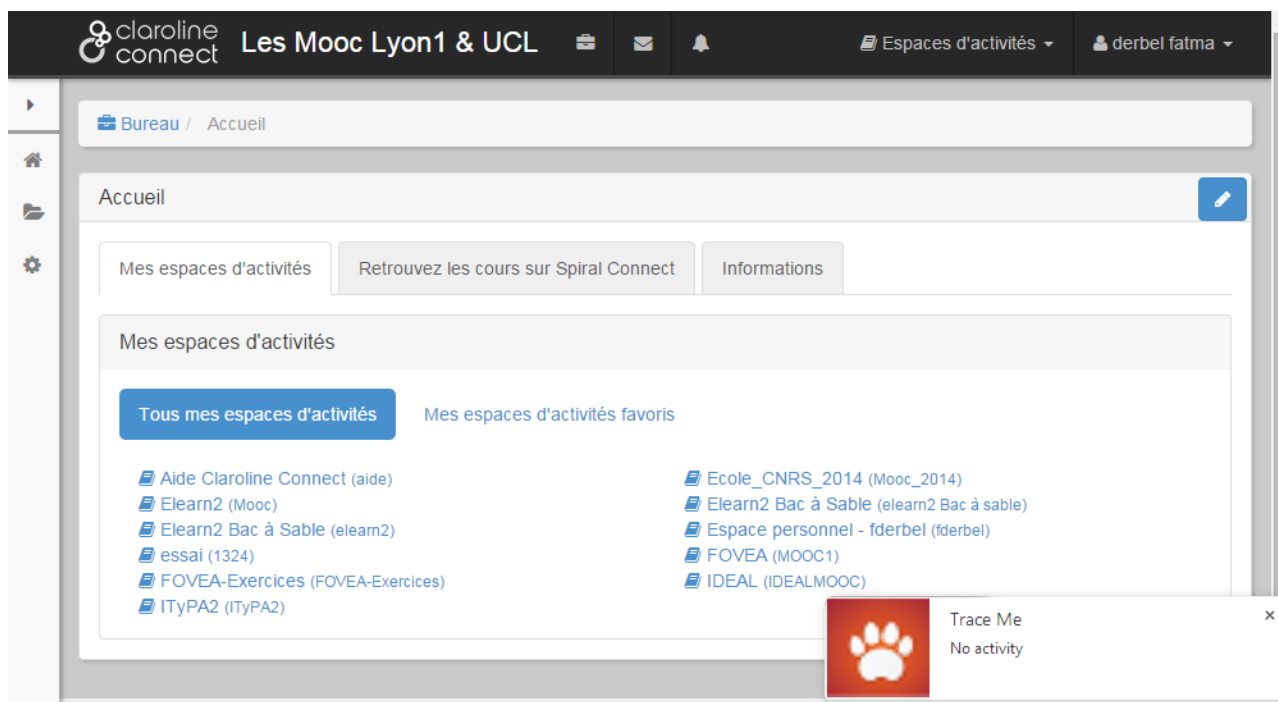 claroline connect Les Mooc Lyon1 & UCL Espaces d'activités derbel fatma
Bureau / Accueil
Accueil
Mes espaces d'activités Retrouvez les cours sur Spiral Connect Informations
Mes espaces d'activités
Tous mes espaces d'activités Mes espaces d'activités favoris
Aide Claroline Connect (aide) Ecole_CNRS_2014 (Mooc_2014)
Elearn2 (Mooc) Elearn2 Bac à Sable (elearn2 Bac à sable)
Elearn2 Bac à Sable (elearn2) Espace personnel - fderbel (fderbel)
essai (1324) FOVEA (MOOC1)
FOVEA-Exercices (FOVEA-Exercices) IDEAL (IDEALMOOC)
ITyPA2 (ITyPA2)
Trace Me ×
No activity